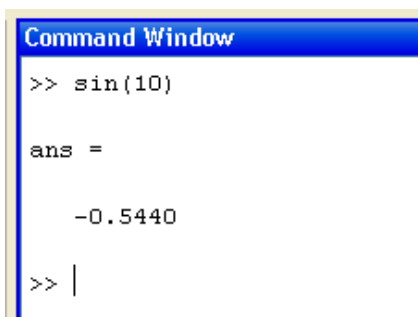 Command Window
>> sin(10)
ans =
-0.5440
>>